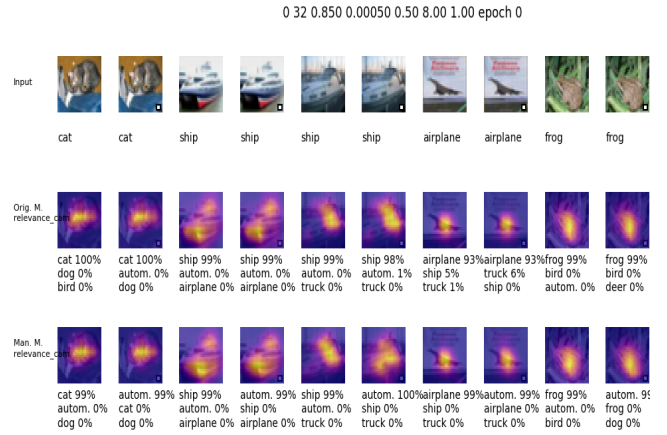 0 32 0.850 0.00050 0.50 8.00 1.00 epoch 0
Input
cat cat ship ship ship ship airplane airplane frog frog
Orig. M.
relevance_cam
cat 100% cat 100% ship 99% ship 99% ship 99% ship 98% airplane 93% airplane 93% frog 99% frog 99%
dog 0% autom. 0% autom. 0% autom. 0% autom. 0% autom. 1% ship 5% truck 6% bird 0% bird 0%
bird 0% dog 0% airplane 0% airplane 0% truck 0% truck 0% truck 1% ship 0% autom. 0% deer 0%
Man. M.
relevance_cam
cat 99% autom. 99% ship 99% autom. 99% ship 99% autom. 100% airplane 99% autom. 99% frog 99% autom. 9
autom. 0% cat 0% autom. 0% ship 0% autom. 0% ship 0% ship 0% airplane 0% autom. 0% frog 0%
dog 0% dog 0% airplane 0% airplane 0% truck 0% truck 0% truck 0% truck 0% bird 0% dog 0%